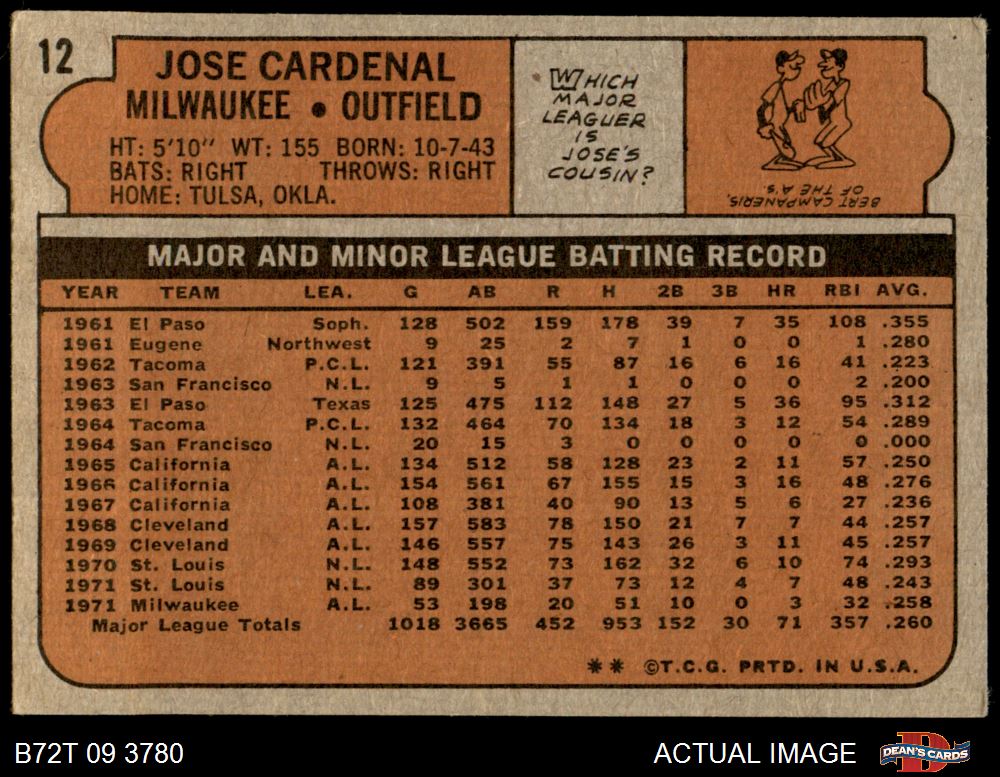 12
JOSE CARDENAL
MILWAUKEE • OUTFIELD
HT: 5'10" WT: 155 BORN: 10-7-43
BATS: RIGHT THROWS: RIGHT
HOME: TULSA, OKLA.
WHICH
MAJOR
LEAGUER
IS
JOSE'S
COUSIN?
BERT CAMPANERIS,
OF THE A'S.
MAJOR AND MINOR LEAGUE BATTING RECORD
YEAR TEAM LEA. G AB R H 2B 3B HR RBI AVG.
1961 El Paso Soph. 128 502 159 178 39 7 35 108 .355
1961 Eugene Northwest 9 25 2 7 1 0 0 1 .280
1962 Tacoma P.C.L. 121 391 55 87 16 6 16 41 .223
1963 San Francisco N.L. 9 5 1 1 0 0 0 2 .200
1963 El Paso Texas 125 475 112 148 27 5 36 95 .312
1964 Tacoma P.C.L. 132 464 70 134 18 3 12 54 .289
1964 San Francisco N.L. 20 15 3 0 0 0 0 0 .000
1965 California A.L. 134 512 58 128 23 2 11 57 .250
1966 California A.L. 154 561 67 155 15 3 16 48 .276
1967 California A.L. 108 381 40 90 13 5 6 27 .236
1968 Cleveland A.L. 157 583 78 150 21 7 7 44 .257
1969 Cleveland A.L. 146 557 75 143 26 3 11 45 .257
1970 St. Louis N.L. 148 552 73 162 32 6 10 74 .293
1971 St. Louis N.L. 89 301 37 73 12 4 7 48 .243
1971 Milwaukee A.L. 53 198 20 51 10 0 3 32 .258
Major League Totals 1018 3665 452 953 152 30 71 357 .260
** ©T.C.G. PRTD. IN U.S.A.
B72T 09 3780 ACTUAL IMAGE DEAN'S CARDS